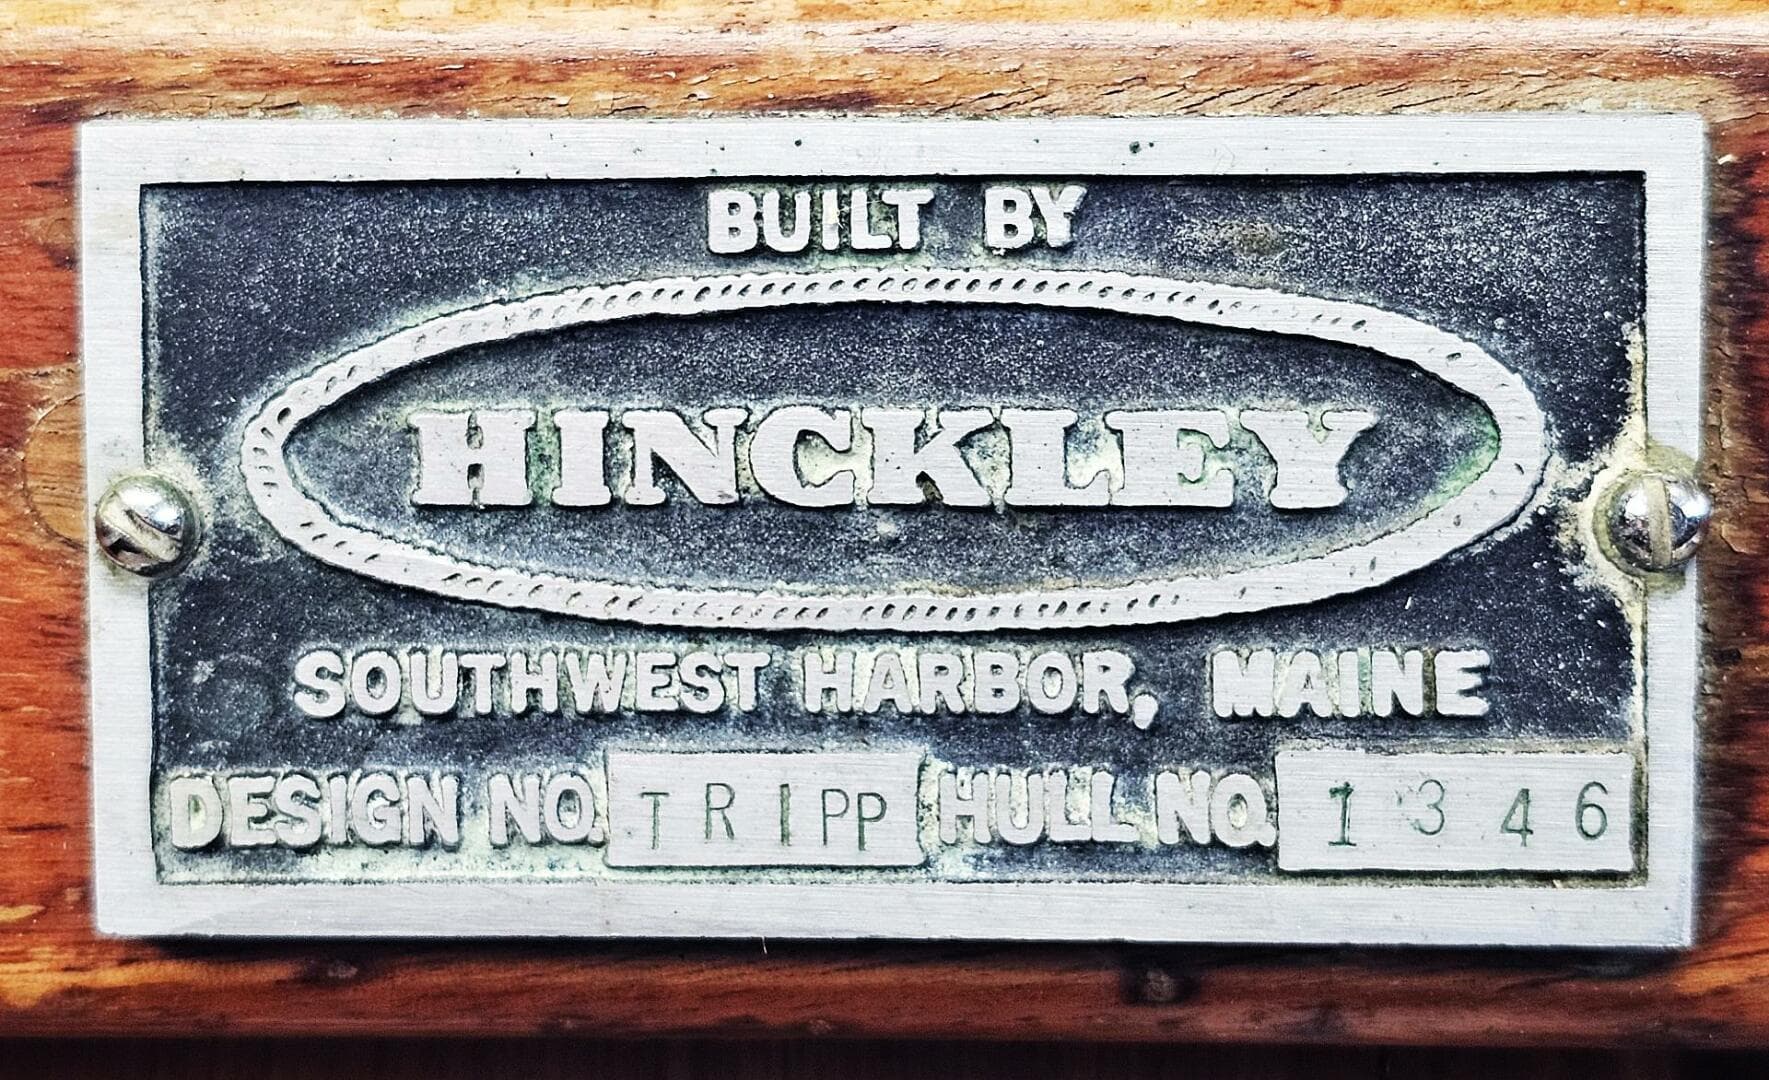 BUILT BY
HINCKLEY
SOUTHWEST HARBOR, MAINE
DESIGN NO. TRIPP HULL NO. 1346